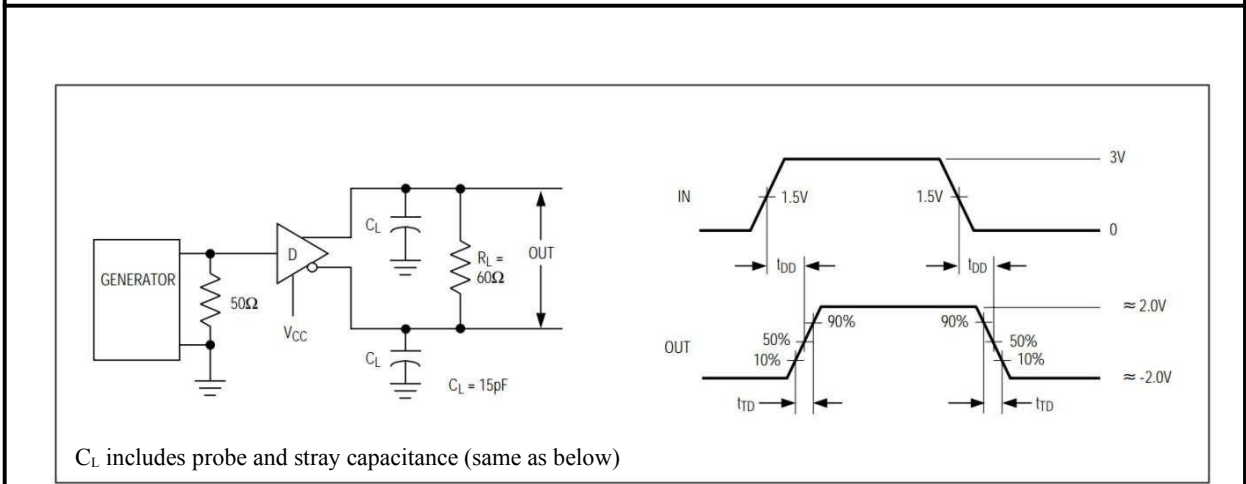 GENERATOR
50Ω
D
VCC
CL
CL
CL = 15pF
RL =
60Ω
OUT
IN
1.5V
1.5V
3V
0
tDD
tDD
OUT
90%
50%
10%
90%
50%
10%
≈ 2.0V
≈ -2.0V
tTD
tTD
CL includes probe and stray capacitance (same as below)